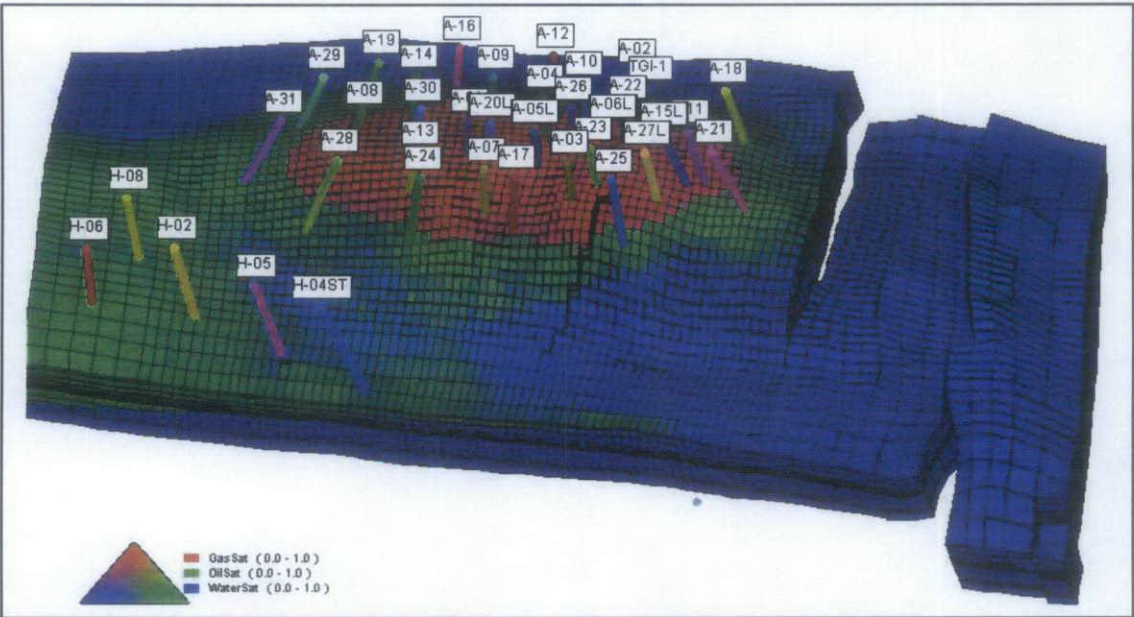 A-16
A-12
A-19
A-02
A-29
A-14
A-09
A-10
TGI-1
A-04
A-18
A-08
A-30
A-26
A-22
A-31
A-20L
A-05L
A-06L
A-15L
A-28
A-13
A-23
A-27L
A-21
A-24
A-07
A-17
A-03
A-25
H-08
H-06
H-02
H-05
H-04ST
GasSat (0.0 - 1.0)
OilSat (0.0 - 1.0)
WaterSat (0.0 - 1.0)